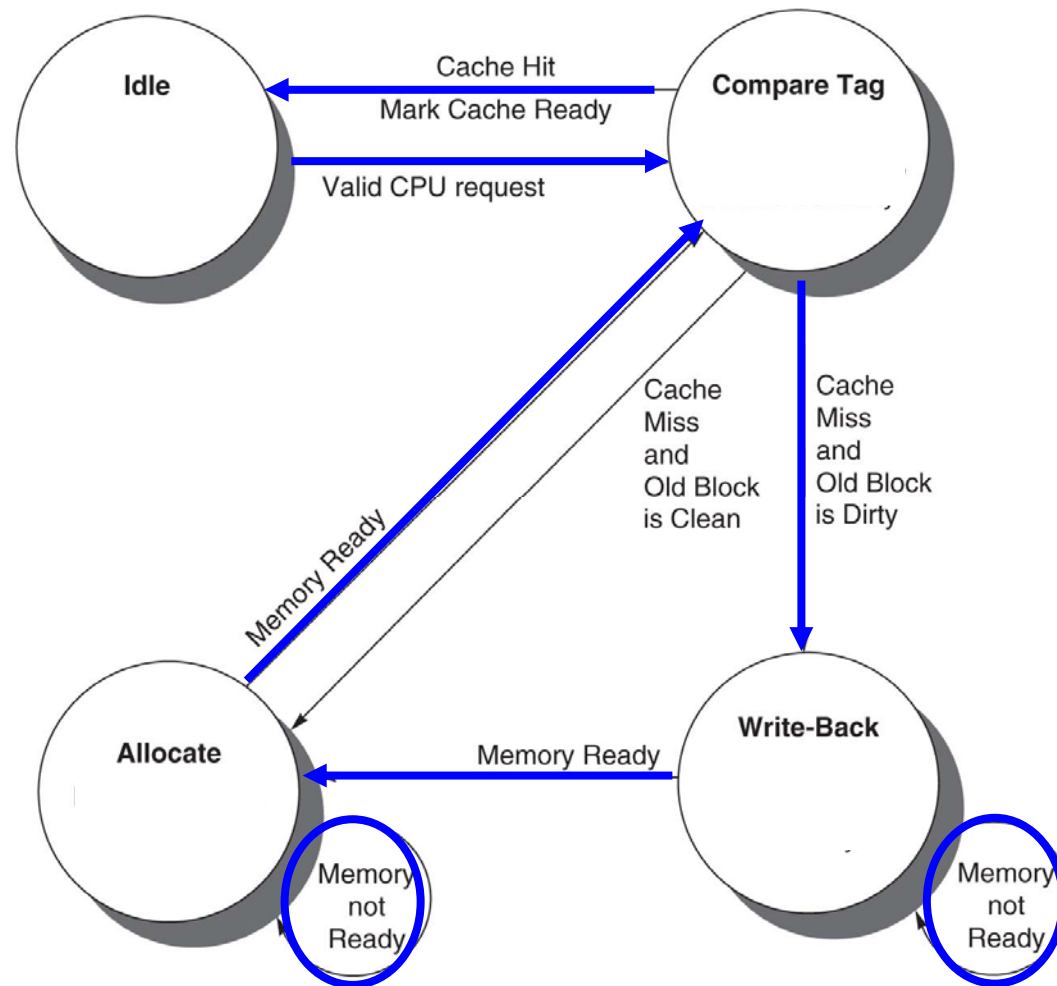 Idle
Cache Hit
Mark Cache Ready
Compare Tag
Valid CPU request
Cache
Miss
and
Old Block
is Clean
Cache
Miss
and
Old Block
is Dirty
Memory Ready
Allocate
Memory Ready
Write-Back
Memory
not
Ready
Memory
not
Ready